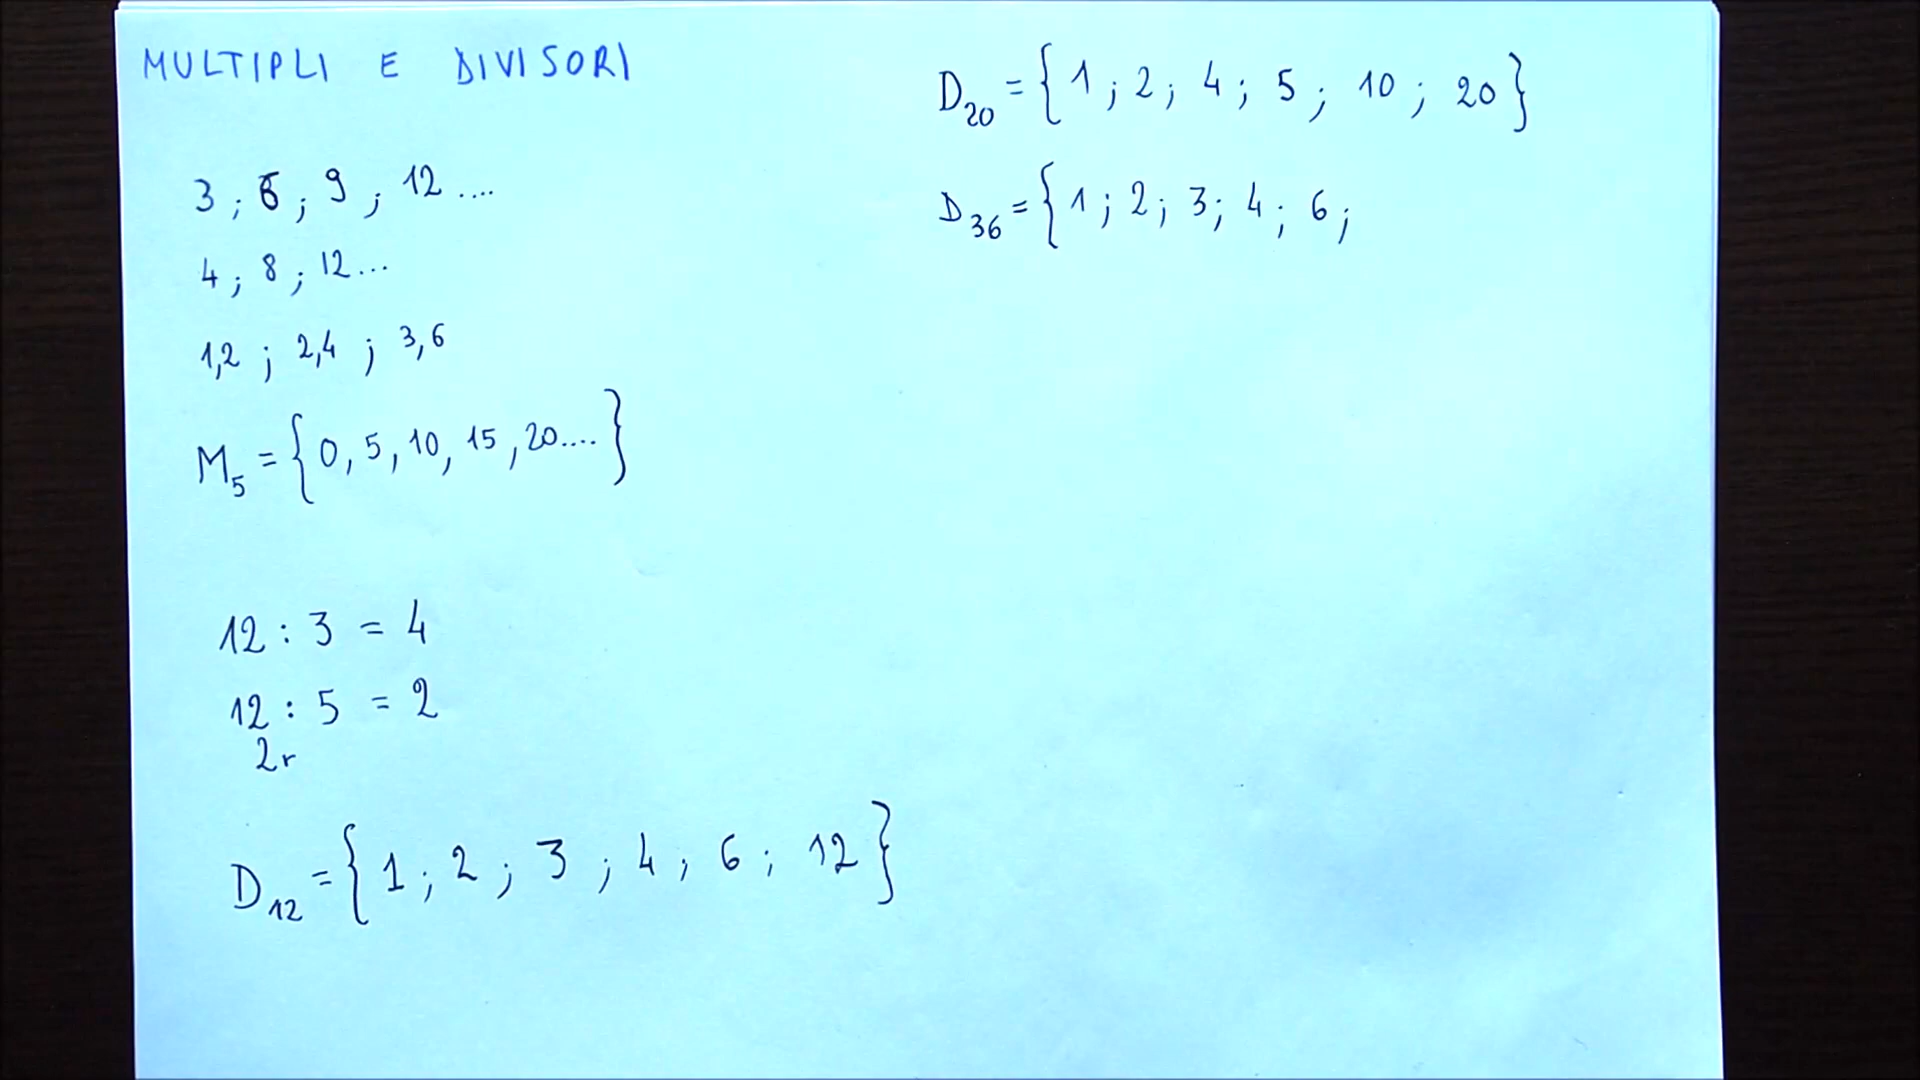 MULTIPLI E DIVISORI
3 ; 6 ; 9 ; 12 ....
4 ; 8 ; 12 ...
1,2 ; 2,4 ; 3,6
M5 = { 0, 5, 10, 15, 20.... }
12 : 3 = 4
12 : 5 = 2
2r
D12 = { 1 ; 2 ; 3 ; 4 ; 6 ; 12 }
D20 = { 1 ; 2 ; 4 ; 5 ; 10 ; 20 }
D36 = { 1 ; 2 ; 3 ; 4 ; 6 ;